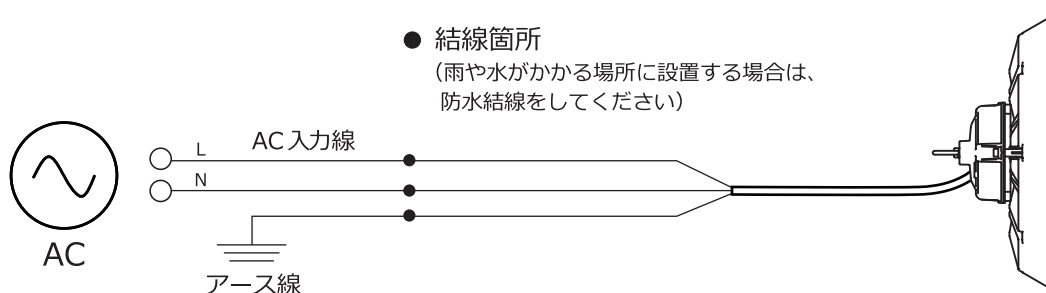 ● 結線箇所
（雨や水がかかる場所に設置する場合は、
防水結線をしてください）
L
AC入力線
N
AC
アース線